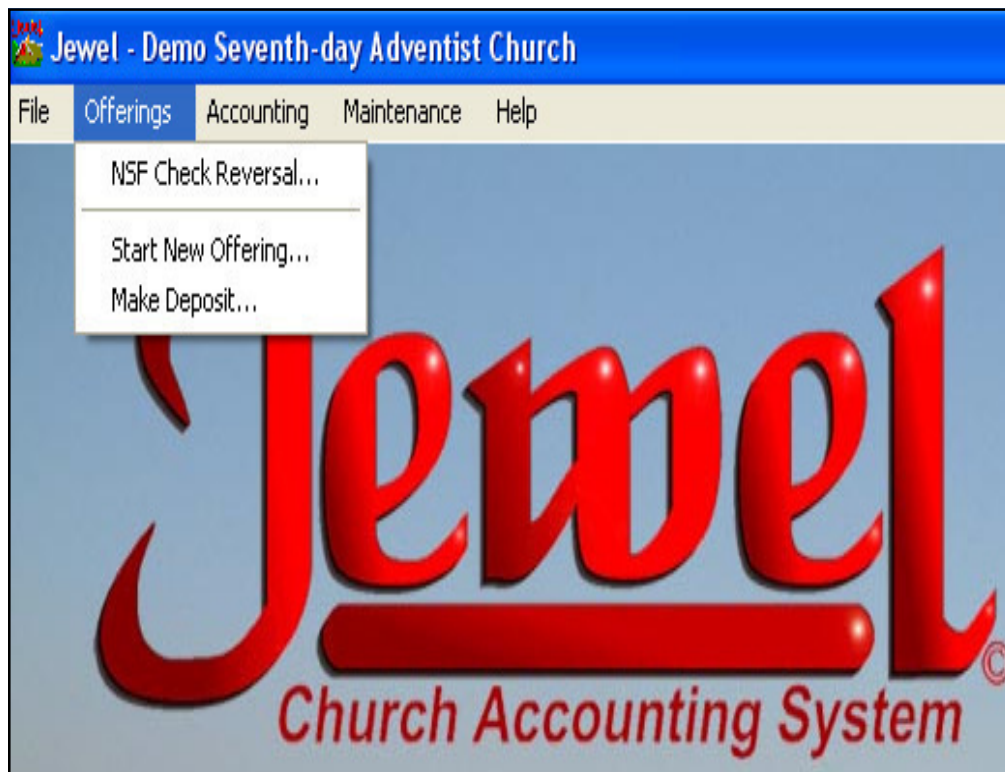 Jewel - Demo Seventh-day Adventist Church
File Offerings Accounting Maintenance Help
NSF Check Reversal...
Start New Offering...
Make Deposit...
Jewel
©
Church Accounting System